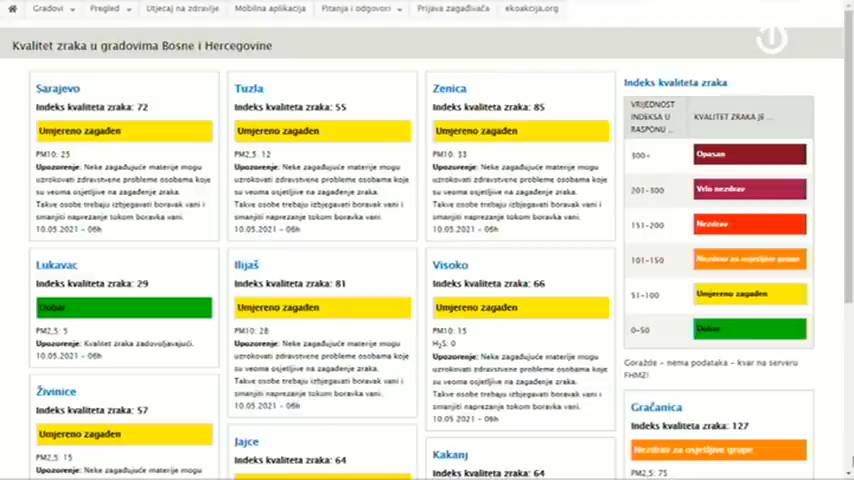 Gradovi
Pregled
Utjecaj na zdravlje
Mobilna aplikacija
Pitanja i odgovori
Prijava zagađivača
ekoakcija.org
Kvalitet zraka u gradovima Bosne i Hercegovine
Sarajevo
Indeks kvaliteta zraka: 72
Umjereno zagađen
PM10: 25
Upozorenje: Neke zagađujuće materije mogu
uzrokovati zdravstvene probleme osobama koje
su veoma osjetljive na zagađenje zraka.
Takve osobe trebaju izbjegavati boravak vani i
smanjiti naprezanje tokom boravka vani.
10.05.2021 - 06h
Lukavac
Indeks kvaliteta zraka: 29
Dobar
PM2,5: 5
Upozorenje: Kvalitet zraka zadovoljavajući.
10.05.2021 - 06h
Živinice
Indeks kvaliteta zraka: 57
Umjereno zagađen
PM2,5: 15
Upozorenje: Neke zagađujuće materije mogu
Tuzla
Indeks kvaliteta zraka: 55
Umjereno zagađen
PM2,5: 12
Upozorenje: Neke zagađujuće materije mogu
uzrokovati zdravstvene probleme osobama koje
su veoma osjetljive na zagađenje zraka.
Takve osobe trebaju izbjegavati boravak vani i
smanjiti naprezanje tokom boravka vani.
10.05.2021 - 06h
Ilijaš
Indeks kvaliteta zraka: 81
Umjereno zagađen
PM10: 28
Upozorenje: Neke zagađujuće materije mogu
uzrokovati zdravstvene probleme osobama koje
su veoma osjetljive na zagađenje zraka.
Takve osobe trebaju izbjegavati boravak vani i
smanjiti naprezanje tokom boravka vani.
10.05.2021 - 06h
Jajce
Indeks kvaliteta zraka: 64
Zenica
Indeks kvaliteta zraka: 85
Umjereno zagađen
PM10: 33
Upozorenje: Neke zagađujuće materije mogu
uzrokovati zdravstvene probleme osobama koje
su veoma osjetljive na zagađenje zraka.
Takve osobe trebaju izbjegavati boravak vani i
smanjiti naprezanje tokom boravka vani.
10.05.2021 - 06h
Visoko
Indeks kvaliteta zraka: 66
Umjereno zagađen
PM10: 15
H₂S: 0
Upozorenje: Neke zagađujuće materije mogu
uzrokovati zdravstvene probleme osobama koje
su veoma osjetljive na zagađenje zraka.
Takve osobe trebaju izbjegavati boravak vani i
smanjiti naprezanje tokom boravka vani.
10.05.2021 - 06h
Kakanj
Indeks kvaliteta zraka: 64
Indeks kvaliteta zraka
VRIJEDNOST
INDEKSA U
RASPONU ...
KVALITET ZRAKA JE ...
300+
Opasan
201-300
Vrlo nezdrav
151-200
Nezdrav
101-150
Nezdrav za osjetljive grupe
51-100
Umjereno zagađen
0-50
Dobar
Goražde - nema podataka - kvar na serveru
FHMZ!
Gračanica
Indeks kvaliteta zraka: 127
Nezdrav za osjetljive grupe
PM2,5: 75